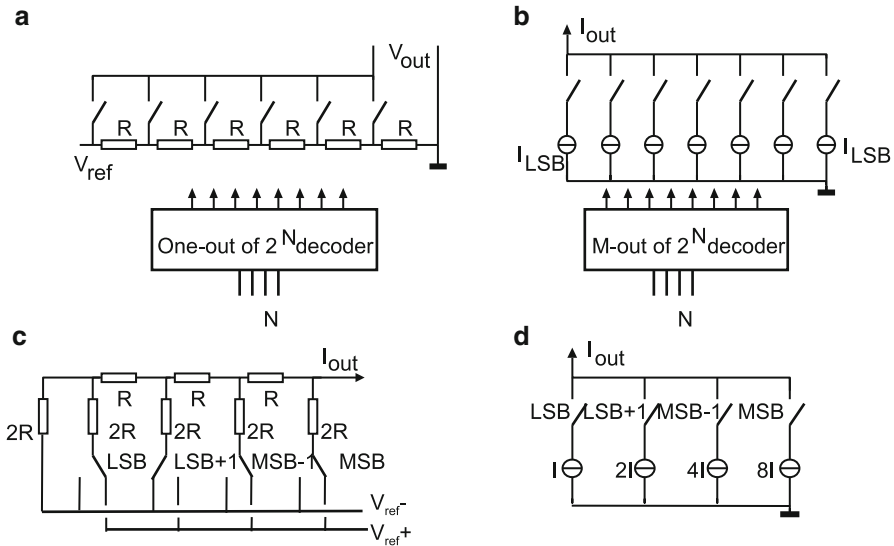 a
V_out
R R R R R R
V_ref
One-out of 2^N decoder
N
b
I_out
I_LSB I_LSB
M-out of 2^N decoder
N
c
I_out
R R R
2R 2R 2R 2R 2R
LSB LSB+1 MSB-1 MSB
V_ref-
V_ref+
d
I_out
LSB LSB+1 MSB-1 MSB
I 2I 4I 8I